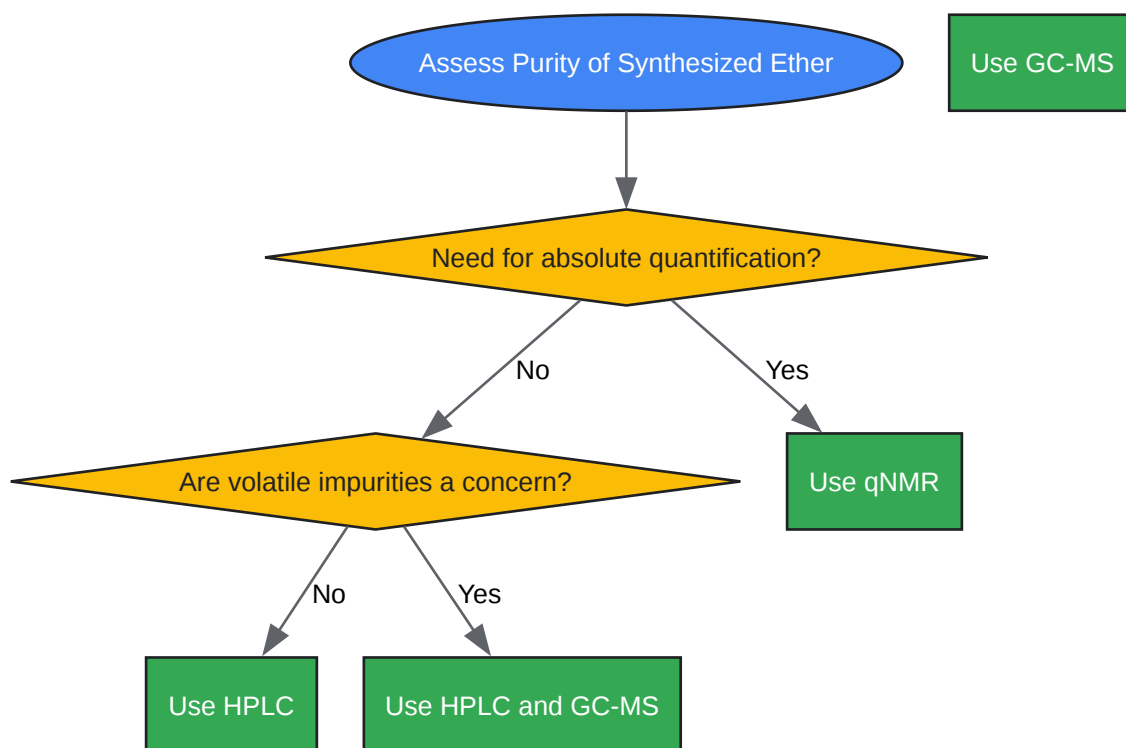 Assess Purity of Synthesized Ether
Use GC-MS
Need for absolute quantification?
No
Yes
Are volatile impurities a concern?
Use qNMR
No
Yes
Use HPLC
Use HPLC and GC-MS